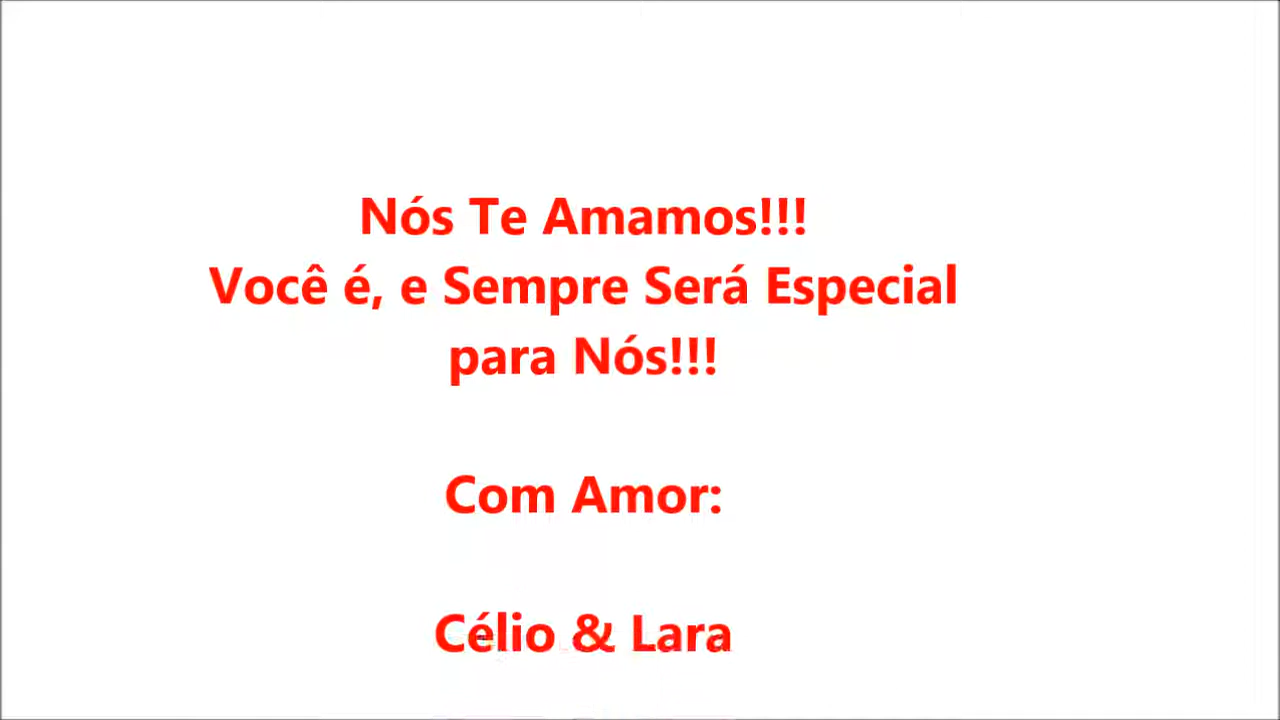 Nós Te Amamos!!!
Você é, e Sempre Será Especial
para Nós!!!
Com Amor:
Célio & Lara